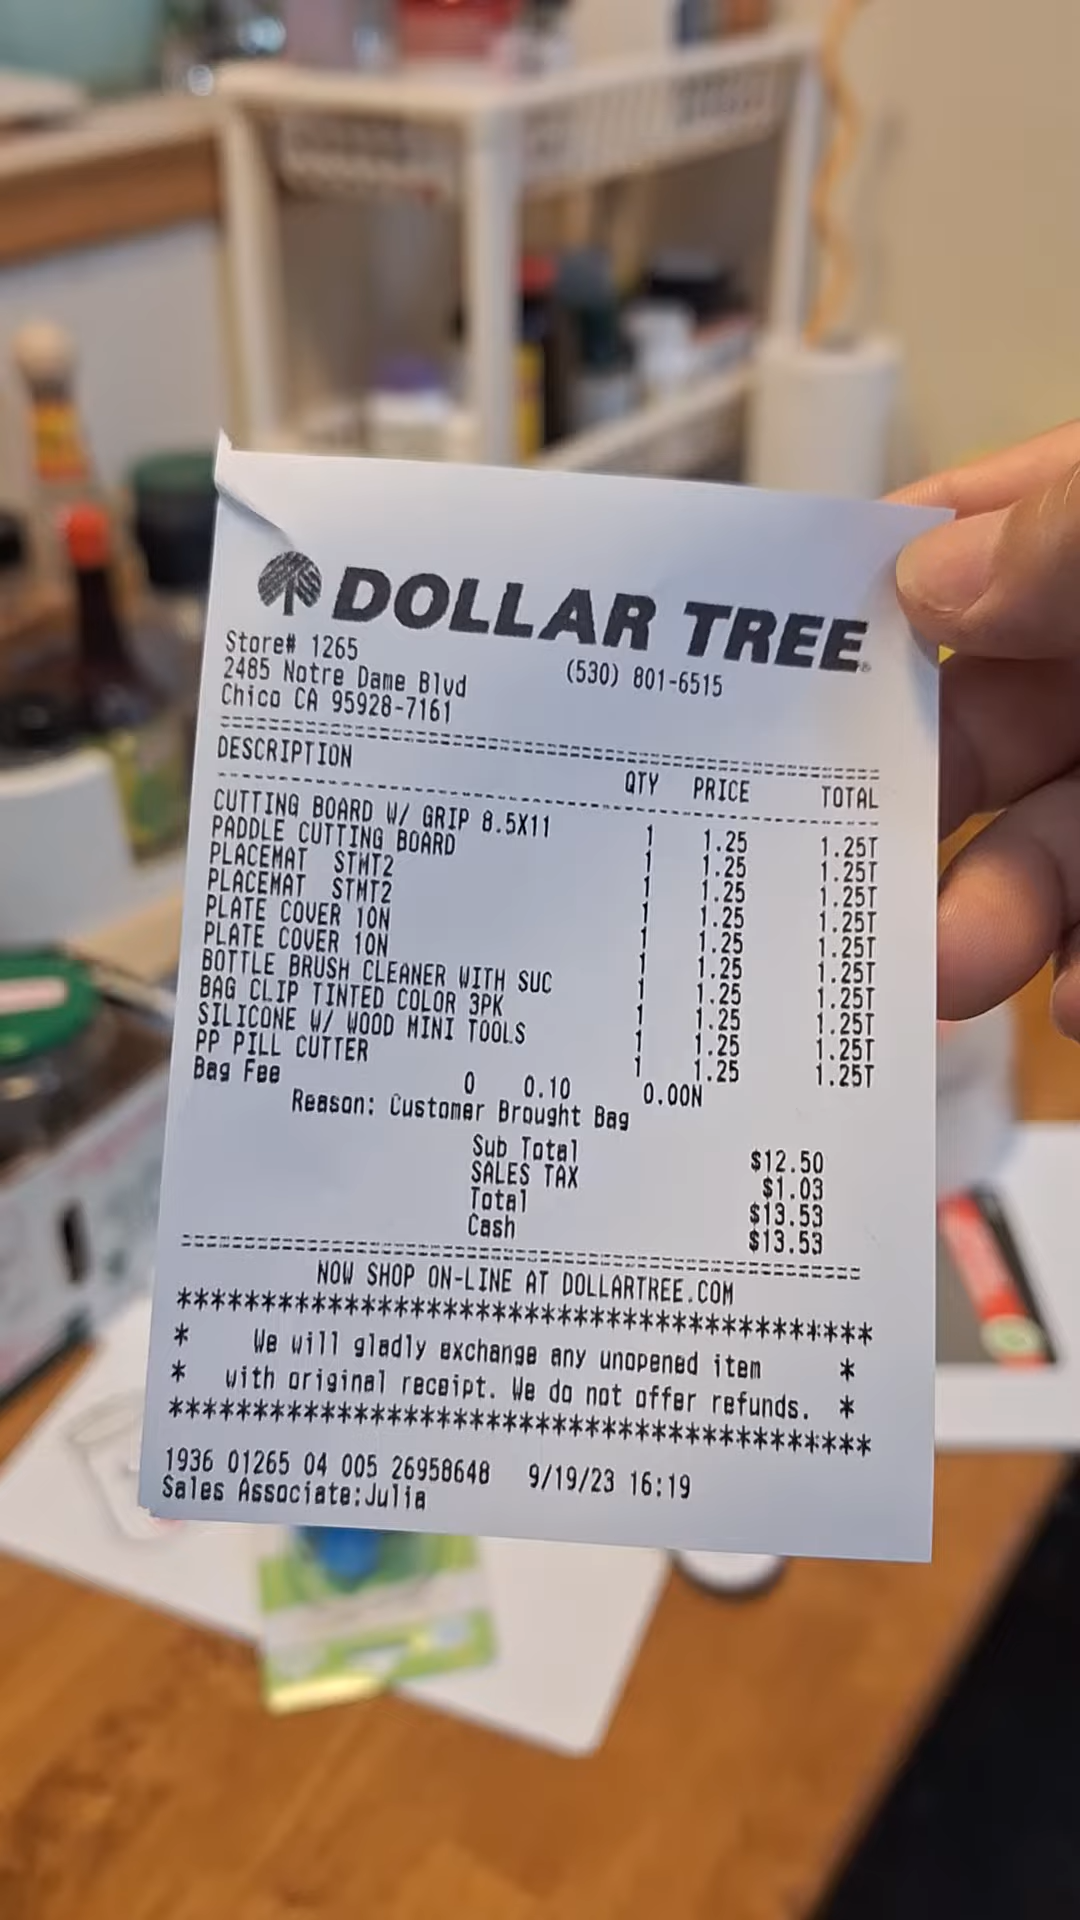 DOLLAR TREE
Store# 1265
2485 Notre Dame Blvd (530) 801-6515
Chico CA 95928-7161
================================================
DESCRIPTION QTY PRICE TOTAL
------------------------------------------------
CUTTING BOARD W/ GRIP 8.5X11 1 1.25 1.25T
PADDLE CUTTING BOARD 1 1.25 1.25T
PLACEMAT STMT2 1 1.25 1.25T
PLACEMAT STMT2 1 1.25 1.25T
PLATE COVER 10N 1 1.25 1.25T
PLATE COVER 10N 1 1.25 1.25T
BOTTLE BRUSH CLEANER WITH SUC 1 1.25 1.25T
BAG CLIP TINTED COLOR 3PK 1 1.25 1.25T
SILICONE W/ WOOD MINI TOOLS 1 1.25 1.25T
PP PILL CUTTER 1 1.25 1.25T
Bag Fee 0 0.10 0.00N
Reason: Customer Brought Bag
Sub Total $12.50
SALES TAX $1.03
Total $13.53
Cash $13.53
================================================
NOW SHOP ON-LINE AT DOLLARTREE.COM
************************************************
* We will gladly exchange any unopened item *
* with original receipt. We do not offer refunds. *
************************************************
1936 01265 04 005 26958648 9/19/23 16:19
Sales Associate:Julia